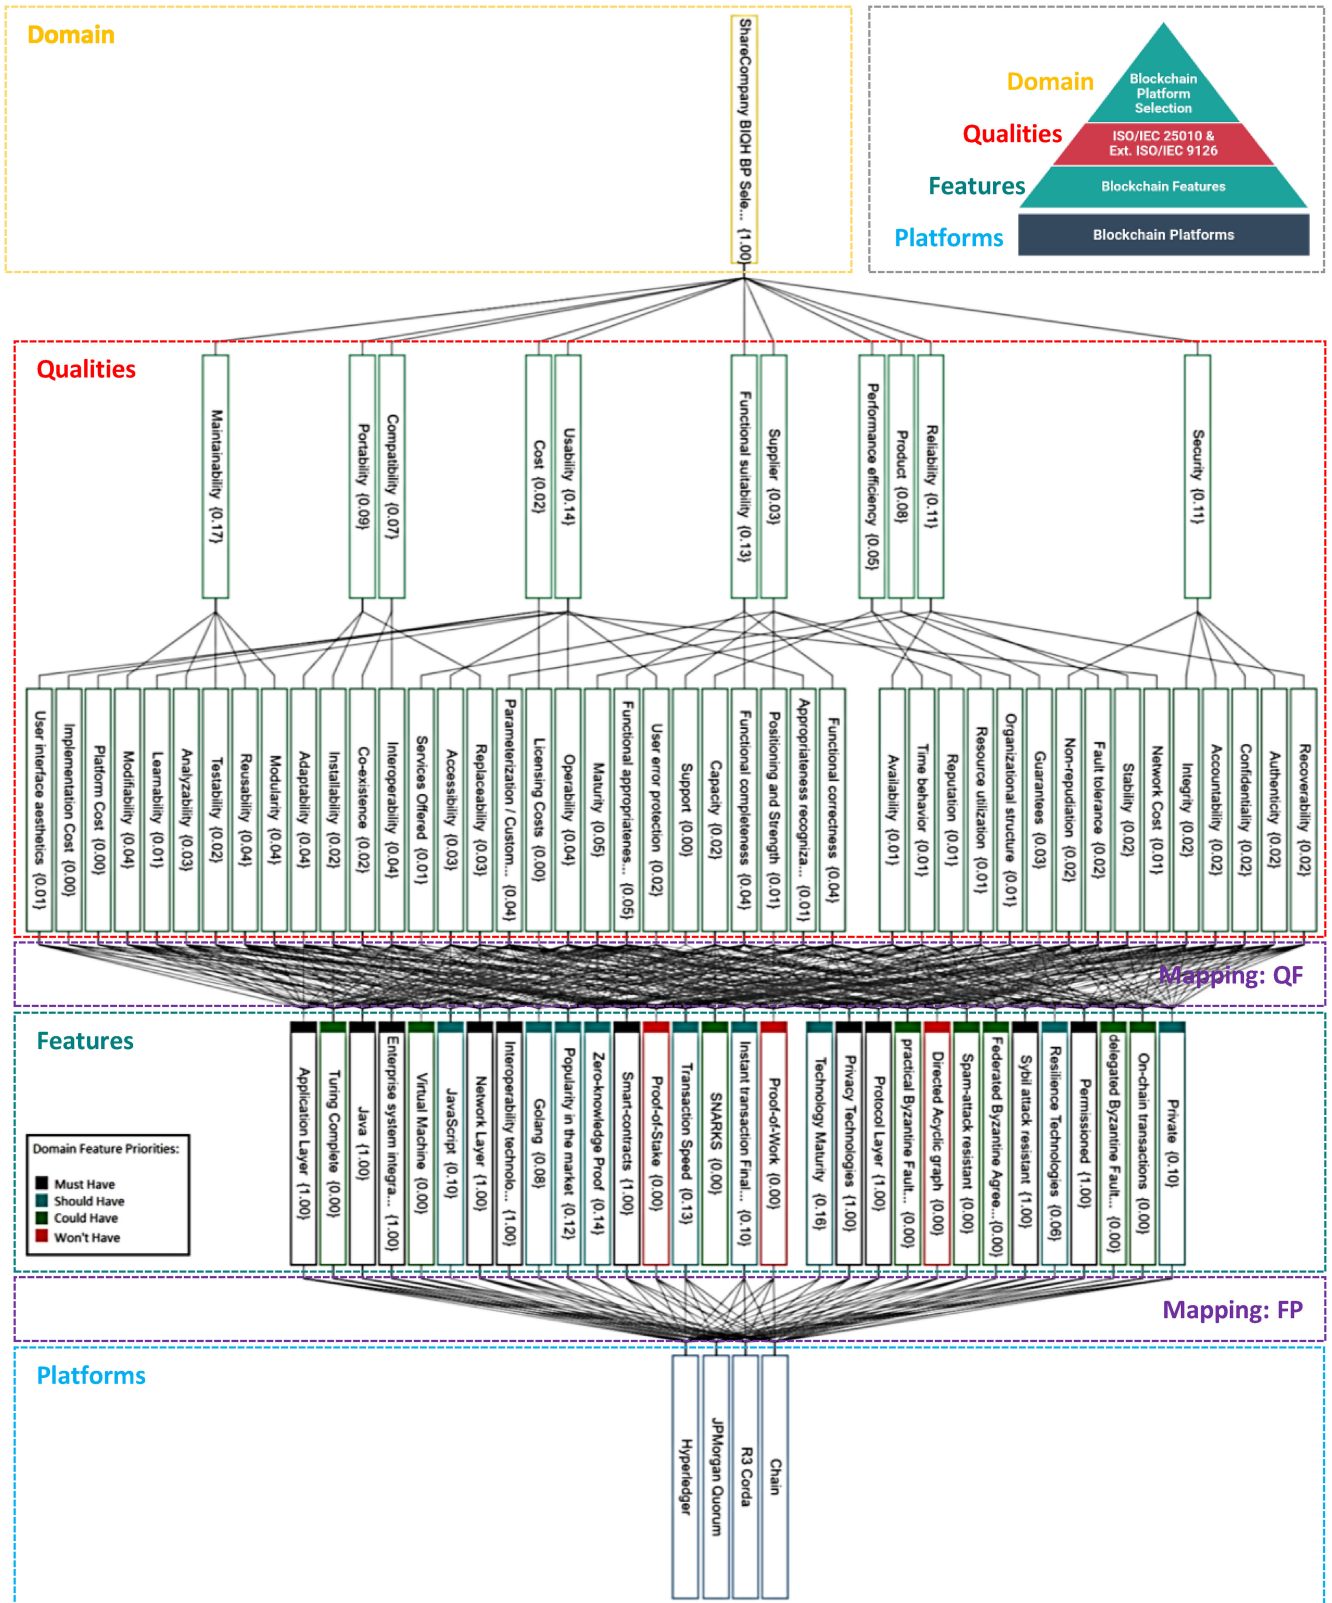 Domain
ShareCompany BIQH BP Sele... {1.00}
Domain
Qualities
Features
Platforms
Blockchain
Platform
Selection
ISO/IEC 25010 &
Ext. ISO/IEC 9126
Blockchain Features
Blockchain Platforms
Qualities
Maintainability {0.17}
Portability {0.09}
Compatibility {0.07}
Cost {0.02}
Usability {0.14}
Functional suitability {0.13}
Supplier {0.03}
Performance efficiency {0.05}
Product {0.08}
Reliability {0.11}
Security {0.11}
User interface aesthetics {0.01}
Implementation Cost {0.00}
Platform Cost {0.00}
Modifiability {0.04}
Learnability {0.01}
Analyzability {0.03}
Testability {0.02}
Reusability {0.04}
Modularity {0.04}
Adaptability {0.04}
Installability {0.02}
Co-existence {0.02}
Interoperability {0.04}
Services Offered {0.01}
Accessibility {0.03}
Replaceability {0.03}
Parameterization / Custom... {0.04}
Licensing Costs {0.00}
Operability {0.04}
Maturity {0.05}
Functional appropriatenes... {0.05}
User error protection {0.02}
Support {0.00}
Capacity {0.02}
Functional completeness {0.04}
Positioning and Strength {0.01}
Appropriateness recogniza... {0.01}
Functional correctness {0.04}
Availability {0.01}
Time behavior {0.01}
Reputation {0.01}
Resource utilization {0.01}
Organizational structure {0.01}
Guarantees {0.03}
Non-repudiation {0.02}
Fault tolerance {0.02}
Stability {0.02}
Network Cost {0.01}
Integrity {0.02}
Accountability {0.02}
Confidentiality {0.02}
Authenticity {0.02}
Recoverability {0.02}
Mapping: QF
Features
Domain Feature Priorities:
Must Have
Should Have
Could Have
Won't Have
Application Layer {1.00}
Turing Complete {0.00}
Java {1.00}
Enterprise system integra... {1.00}
Virtual Machine {0.00}
JavaScript {0.10}
Network Layer {1.00}
Interoperability technolo... {1.00}
Golang {0.08}
Popularity in the market {0.12}
Zero-knowledge Proof {0.14}
Smart-contracts {1.00}
Proof-of-Stake {0.00}
Transaction Speed {0.13}
SNARKS {0.00}
Instant transaction Final... {0.10}
Proof-of-Work {0.00}
Technology Maturity {0.16}
Privacy Technologies {1.00}
Protocol Layer {1.00}
practical Byzantine Fault... {0.00}
Directed Acyclic graph {0.00}
Spam-attack resistant {0.00}
Federated Byzantine Agree... {0.00}
Sybil attack resistant {1.00}
Resilience Technologies {0.06}
Permissioned {1.00}
delegated Byzantine Fault... {0.00}
On-chain transactions {0.00}
Private {0.10}
Mapping: FP
Platforms
Hyperledger
JPMorgan Quorum
R3 Corda
Chain